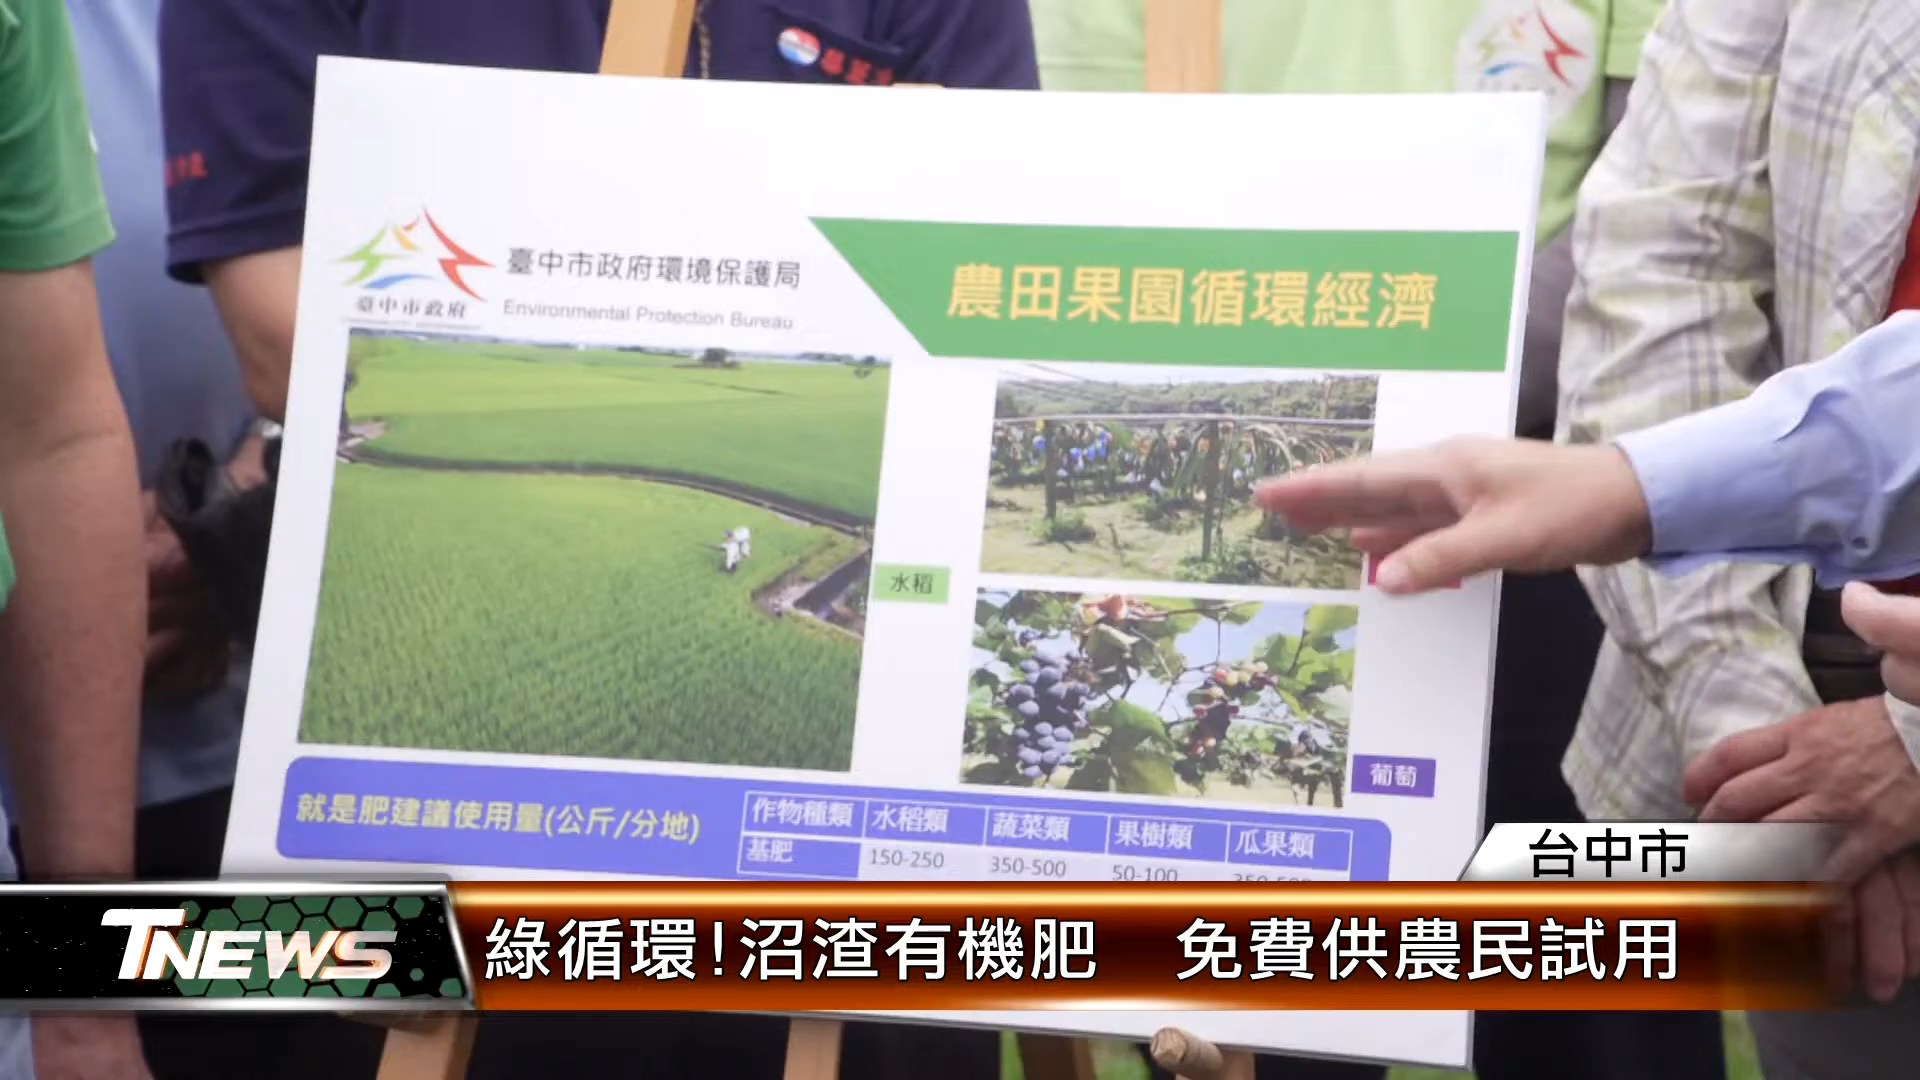 臺中市政府
臺中市政府環境保護局
Environmental Protection Bureau
農田果園循環經濟
水稻
葡萄
就是肥建議使用量(公斤/分地)
作物種類 水稻類 蔬菜類 果樹類 瓜果類
基肥 150-250 350-500 50-100
台中市
TNEWS
綠循環!沼渣有機肥 免費供農民試用